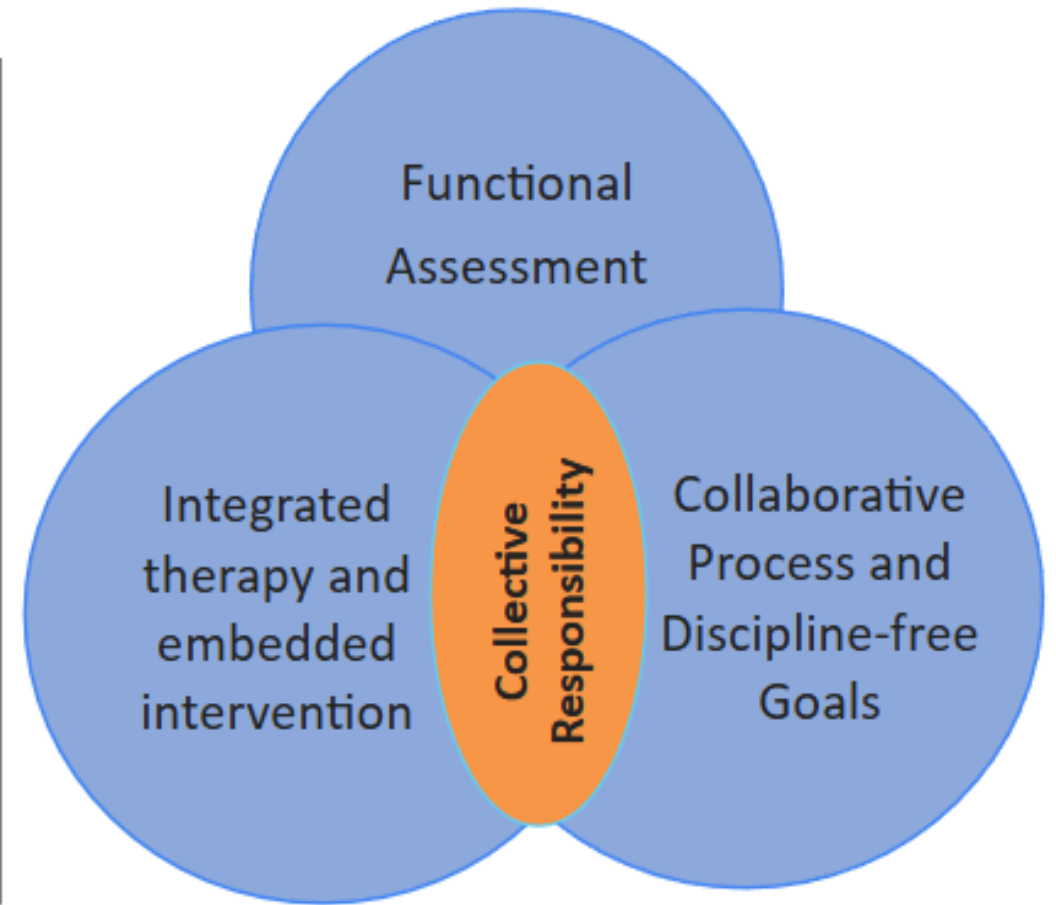 Functional
Assessment
Integrated
therapy and
embedded
intervention
Collective
Responsibility
Collaborative
Process and
Discipline-free
Goals